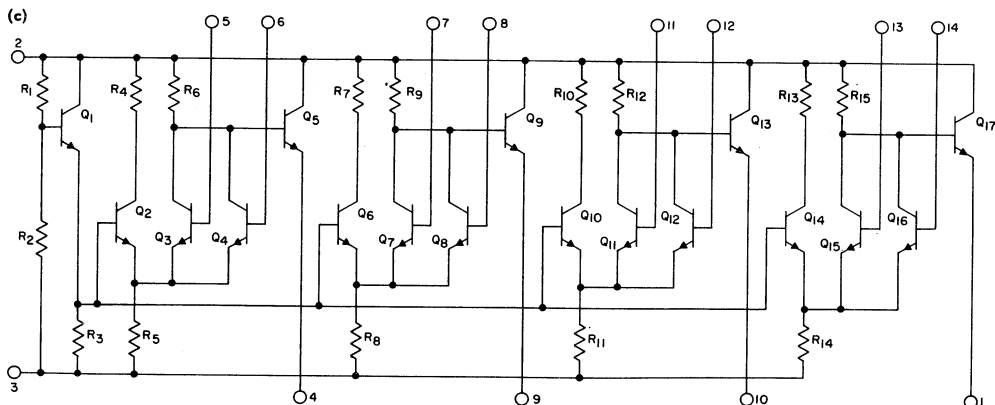 (c)
5 6 7 8 11 12 13 14
2
R1 Q1 R4 R6 Q5 R7 R9 Q9 R10 R12 Q13 R13 R15 Q17
R2 Q2 Q3 Q4 Q6 Q7 Q8 Q10 Q11 Q12 Q14 Q15 Q16
R3 R5 R8 R11 R14
3
4 9 10 1